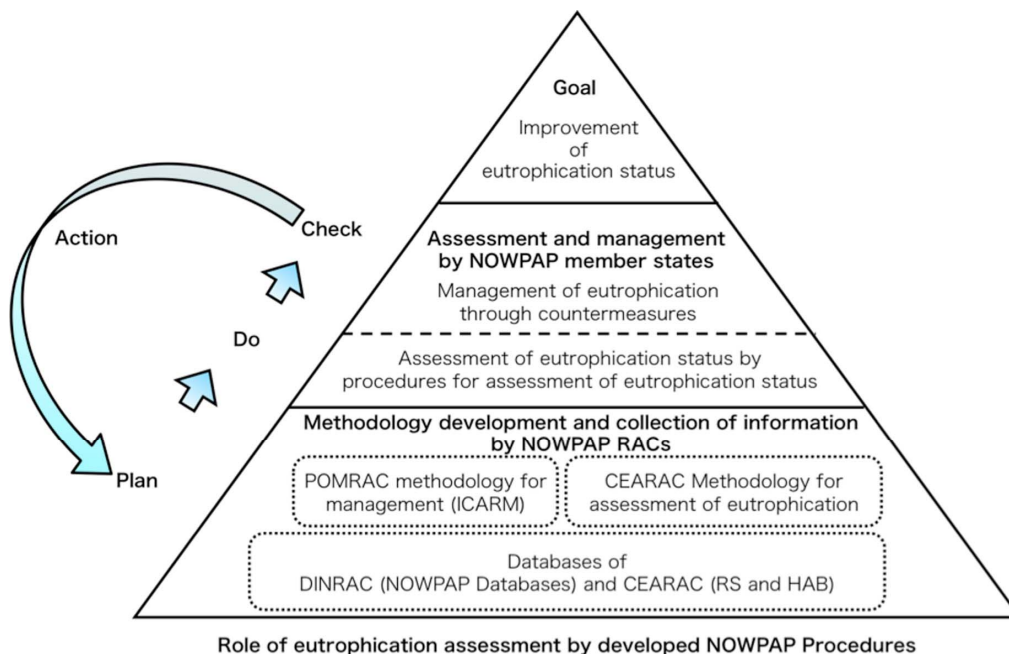 Goal
Improvement
of
eutrophication status
Check
Action
Assessment and management
by NOWPAP member states
Management of eutrophication
through countermeasures
Do
Assessment of eutrophication status by
procedures for assessment of eutrophication status
Methodology development and collection of information
by NOWPAP RACs
Plan
POMRAC methodology for
management (ICARM)
CEARAC Methodology for
assessment of eutrophication
Databases of
DINRAC (NOWPAP Databases) and CEARAC (RS and HAB)
Role of eutrophication assessment by developed NOWPAP Procedures